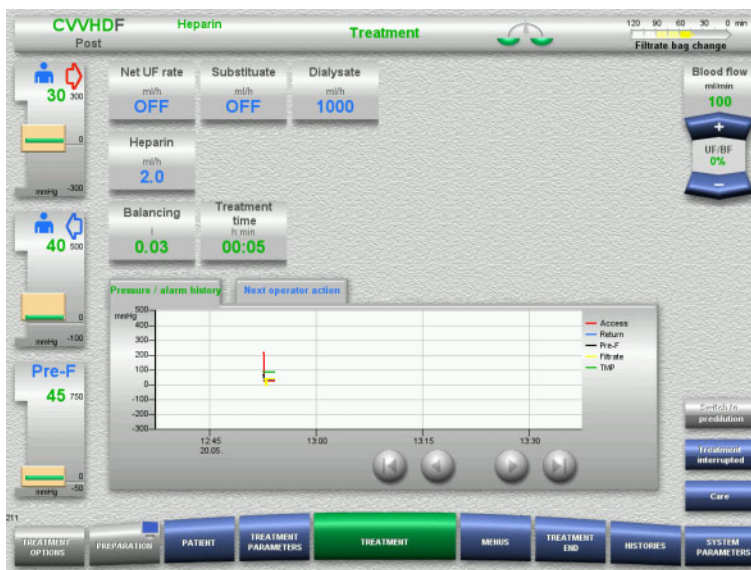 CVVHDF
Post
Heparin
Treatment
120 90 60 30 0 min
Filtrate bag change
30
300
0
-300
mmHg
Net UF rate
ml/h
OFF
Substituate
ml/h
OFF
Dialysate
ml/h
1000
Heparin
ml/h
2.0
Blood flow
ml/min
100
+
UF/BF
0%
–
40
500
0
-100
mmHg
Balancing
l
0.03
Treatment
time
h:min
00:05
Pre-F
45
750
0
-50
mmHg
Pressure / alarm history
Next operator action
mmHg
500
400
300
200
100
0
-100
-200
-300
12:45
20.05.
13:00
13:15
13:30
Access
Return
Pre-F
Filtrate
TMP
Switch to
predilution
Treatment
interrupted
Care
211
TREATMENT
OPTIONS
PREPARATION
PATIENT
TREATMENT
PARAMETERS
TREATMENT
MENUS
TREATMENT
END
HISTORIES
SYSTEM
PARAMETERS